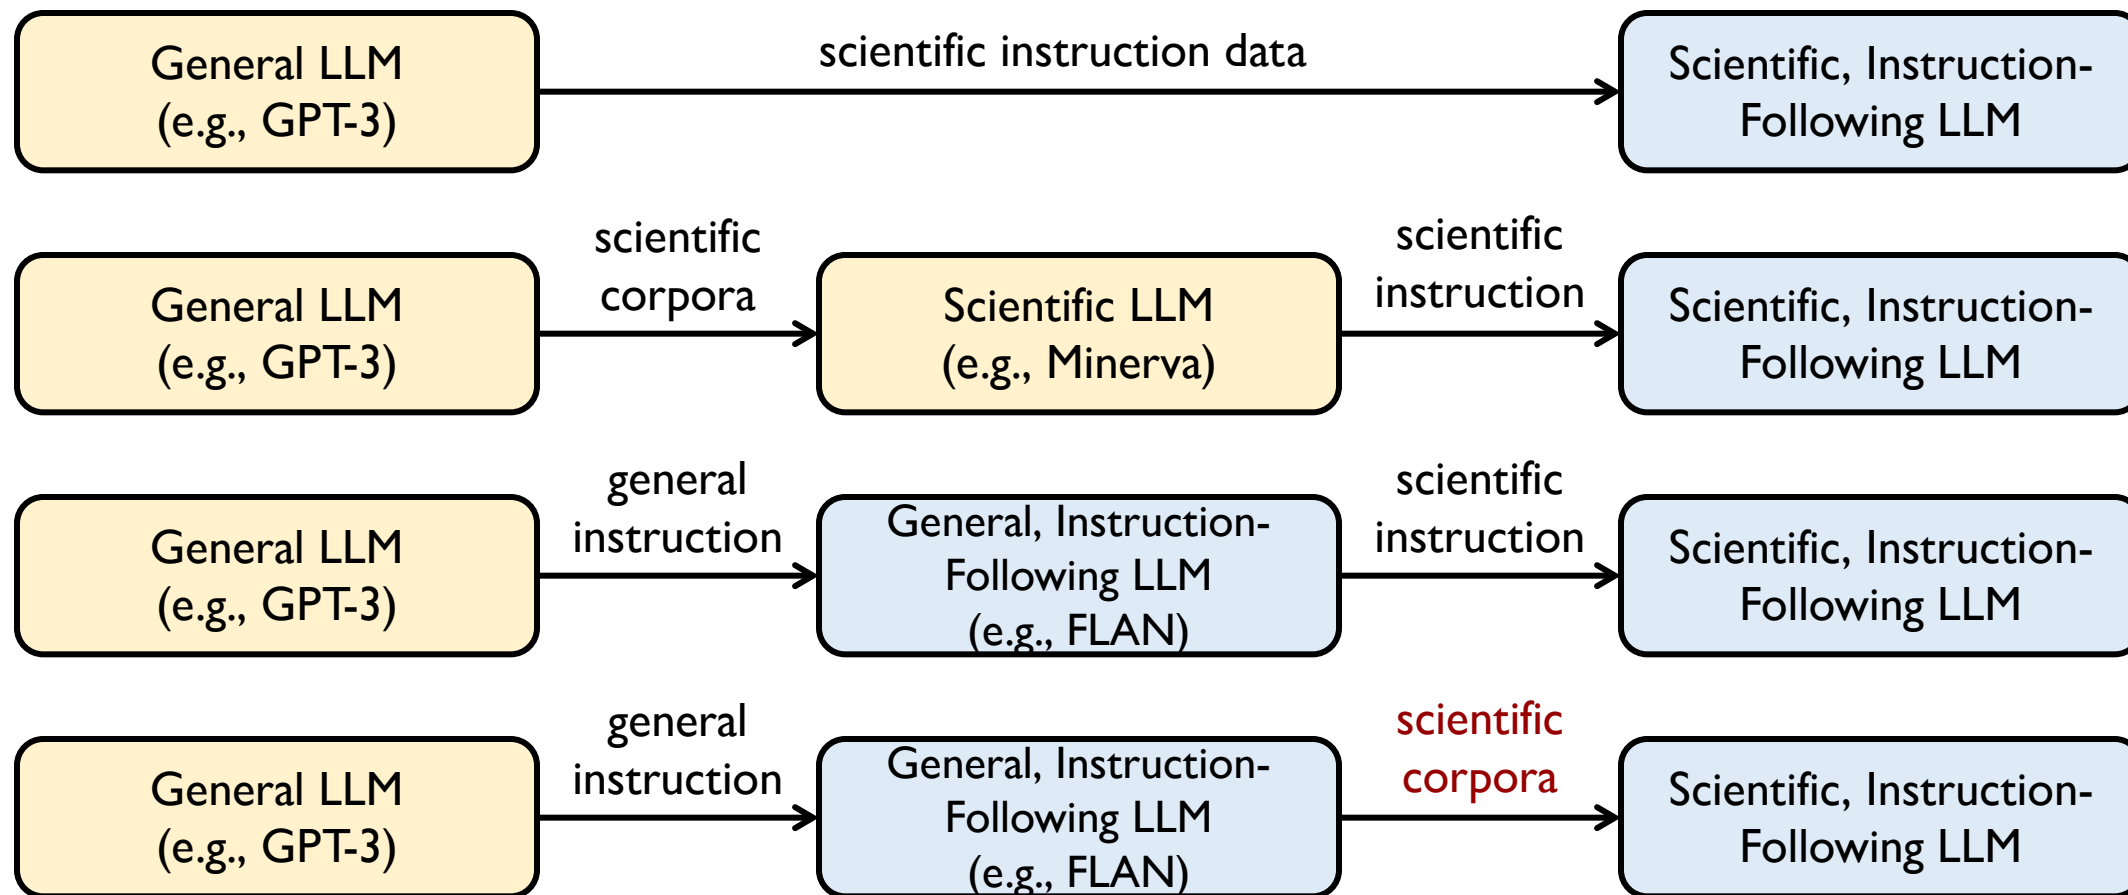 General LLM
(e.g., GPT-3)
scientific instruction data
Scientific, Instruction-
Following LLM
General LLM
(e.g., GPT-3)
scientific
corpora
Scientific LLM
(e.g., Minerva)
scientific
instruction
Scientific, Instruction-
Following LLM
General LLM
(e.g., GPT-3)
general
instruction
General, Instruction-
Following LLM
(e.g., FLAN)
scientific
instruction
Scientific, Instruction-
Following LLM
General LLM
(e.g., GPT-3)
general
instruction
General, Instruction-
Following LLM
(e.g., FLAN)
scientific
corpora
Scientific, Instruction-
Following LLM